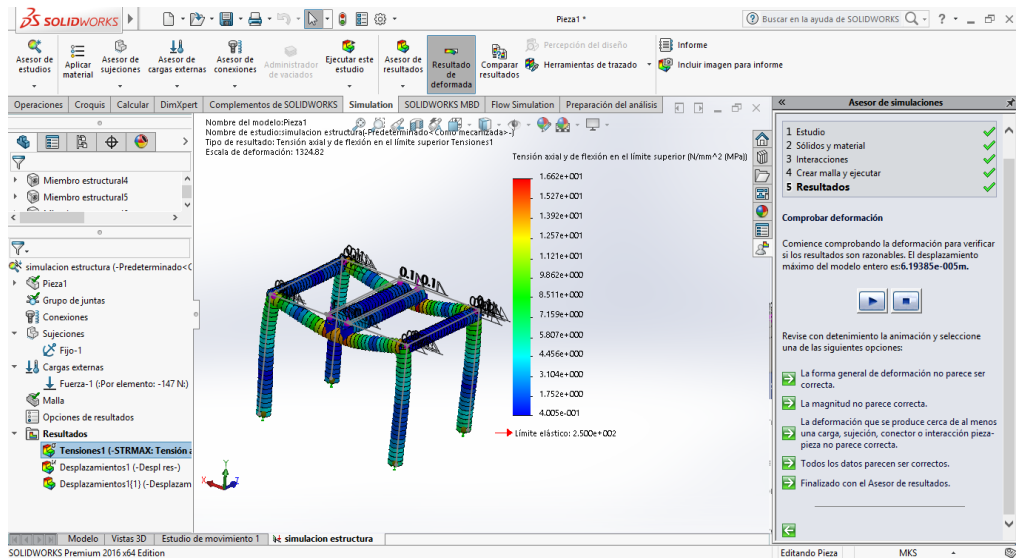 SOLIDWORKS
Pieza1 *
Buscar en la ayuda de SOLIDWORKS
Asesor de estudios
Aplicar material
Asesor de sujeciones
Asesor de cargas externas
Asesor de conexiones
Administrador de vaciados
Ejecutar este estudio
Asesor de resultados
Resultado de deformada
Comparar resultados
Percepción del diseño
Herramientas de trazado
Informe
Incluir imagen para informe
Operaciones Croquis Calcular DimXpert Complementos de SOLIDWORKS Simulation SOLIDWORKS MBD Flow Simulation Preparación del análisis
Miembro estructural4
Miembro estructural5
simulacion estructura (-Predeterminado<C
Pieza1
Grupo de juntas
Conexiones
Sujeciones
Fijo-1
Cargas externas
Fuerza-1 (:Por elemento: -147 N:)
Malla
Opciones de resultados
Resultados
Tensiones1 (-STRMAX: Tensión a
Desplazamientos1 (-Despl res-)
Desplazamientos1{1} (-Desplazam
Nombre del modelo:Pieza1
Nombre de estudio:simulacion estructural(-Predeterminado<Como mecanizada>-)
Tipo de resultado: Tensión axial y de flexión en el límite superior Tensiones1
Escala de deformación: 1324.82
Tensión axial y de flexión en el límite superior (N/mm^2 (MPa))
1.662e+001
1.527e+001
1.392e+001
1.257e+001
1.121e+001
9.862e+000
8.511e+000
7.159e+000
5.807e+000
4.456e+000
3.104e+000
1.752e+000
4.005e-001
Límite elástico: 2.500e+002
Asesor de simulaciones
1 Estudio
2 Sólidos y material
3 Interacciones
4 Crear malla y ejecutar
5 Resultados
Comprobar deformación
Comience comprobando la deformación para verificar
si los resultados son razonables. El desplazamiento
máximo del modelo entero es:6.19385e-005m.
Revise con detenimiento la animación y seleccione
una de las siguientes opciones:
La forma general de deformación no parece ser
correcta.
La magnitud no parece correcta.
La deformación que se produce cerca de al menos
una carga, sujeción, conector o interacción pieza-
pieza no parece correcta.
Todos los datos parecen ser correctos.
Finalizado con el Asesor de resultados.
Modelo Vistas 3D Estudio de movimiento 1 simulacion estructura
SOLIDWORKS Premium 2016 x64 Edition
Editando Pieza
MKS